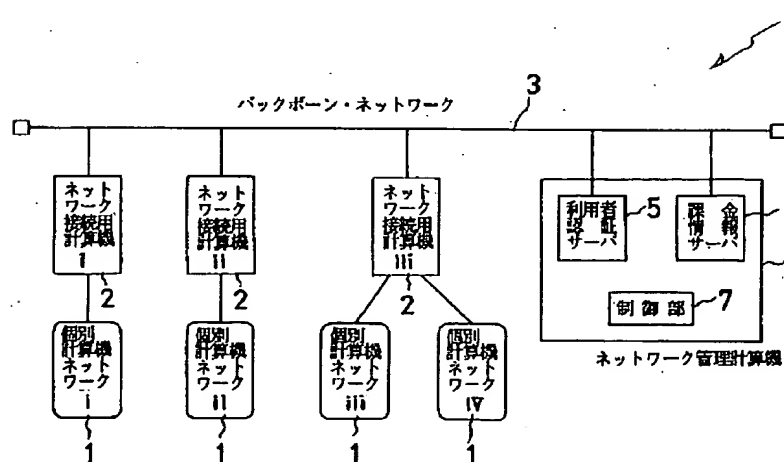 バックボーン・ネットワーク
3
ネット
ワーク
接続用
計算機
i
2
ネット
ワーク
接続用
計算機
ii
2
ネット
ワーク
接続用
計算機
iii
2
利用者
認証
サーバ
5
課金
情報
サーバ
制御部
7
ネットワーク管理計算機
個別
計算機
ネット
ワーク
i
1
個別
計算機
ネット
ワーク
ii
1
個別
計算機
ネット
ワーク
iii
1
個別
計算機
ネット
ワーク
iv
1